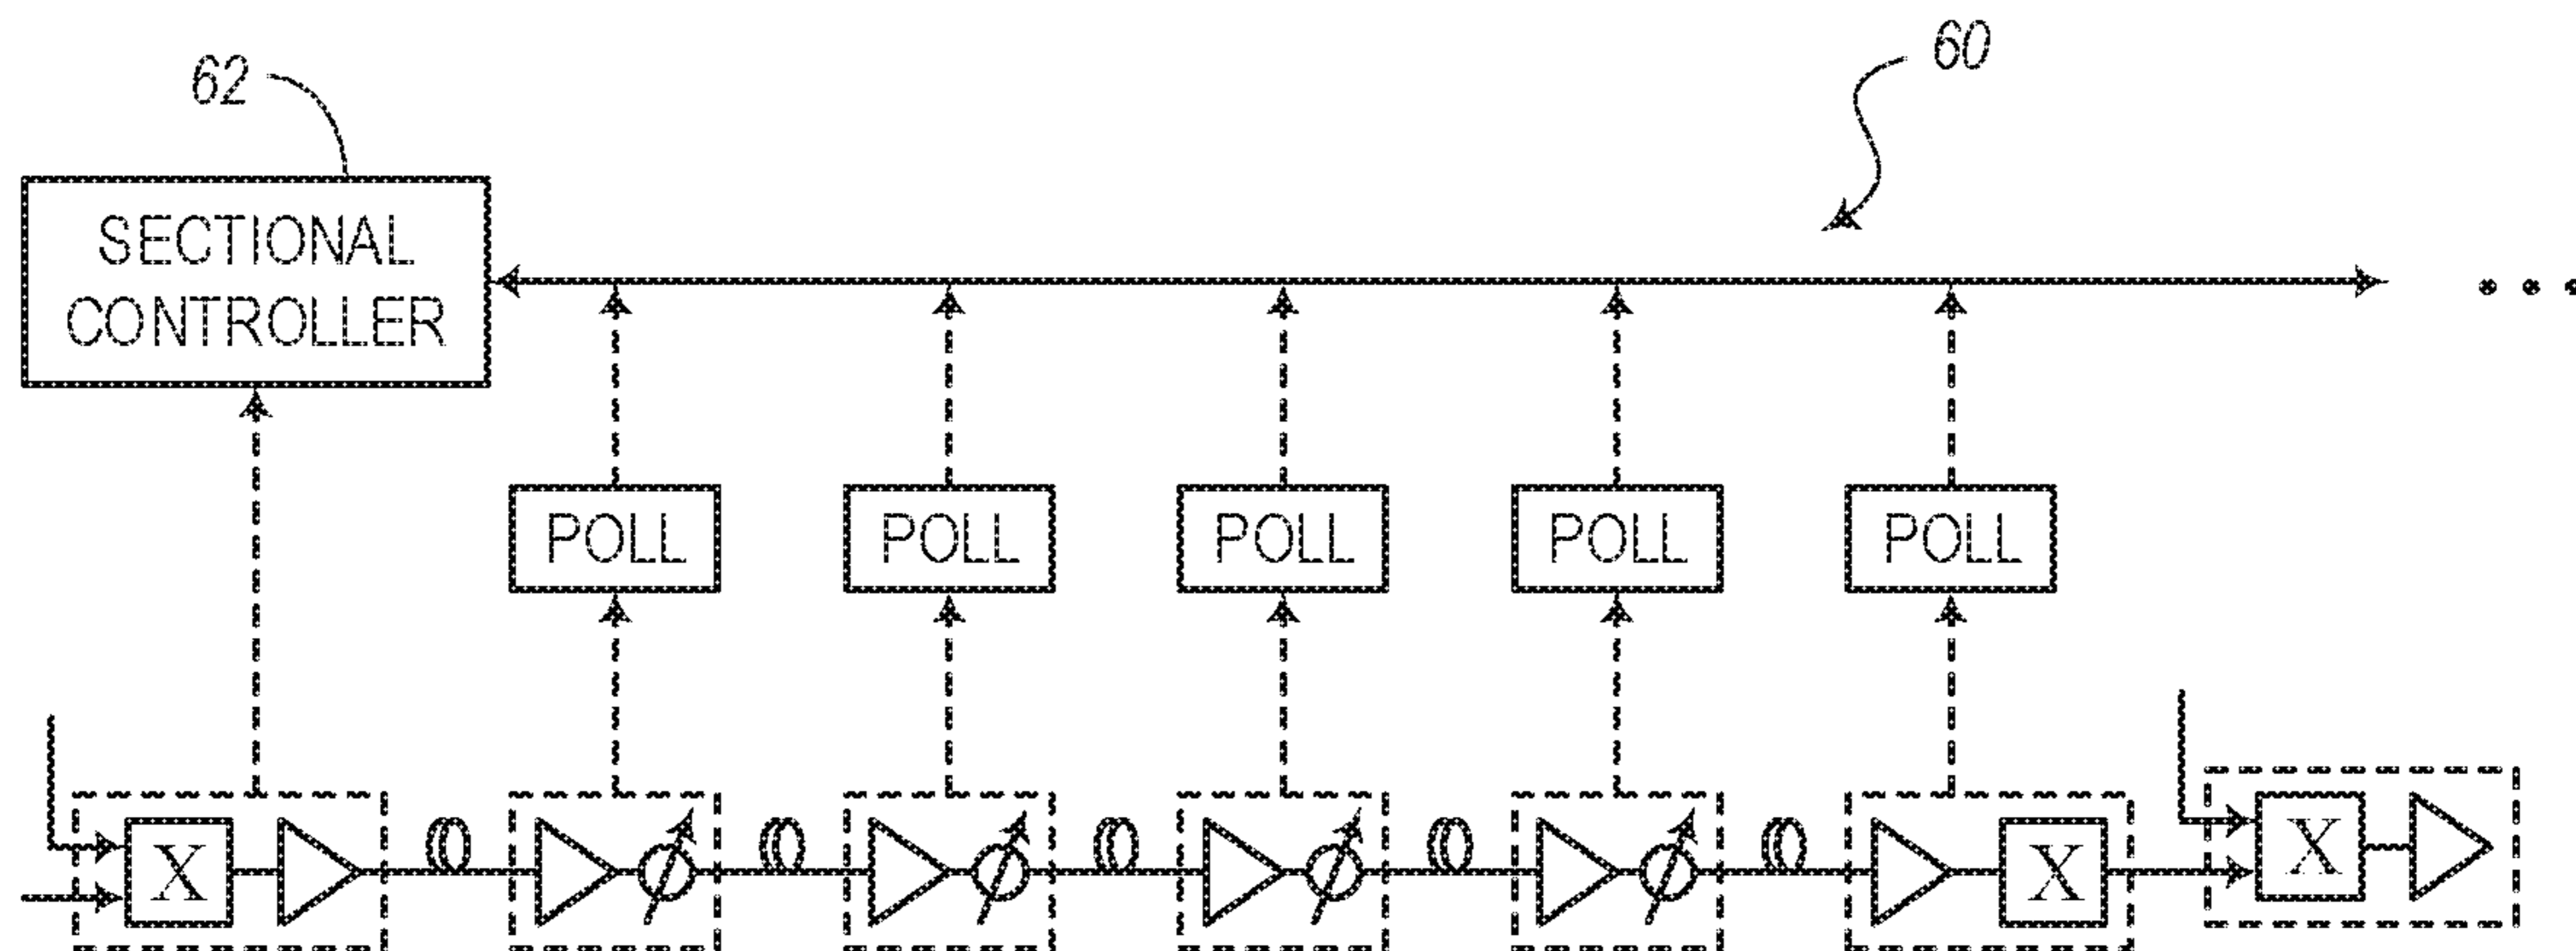 62
60
SECTIONAL
CONTROLLER
...
POLL POLL POLL POLL POLL
X X X